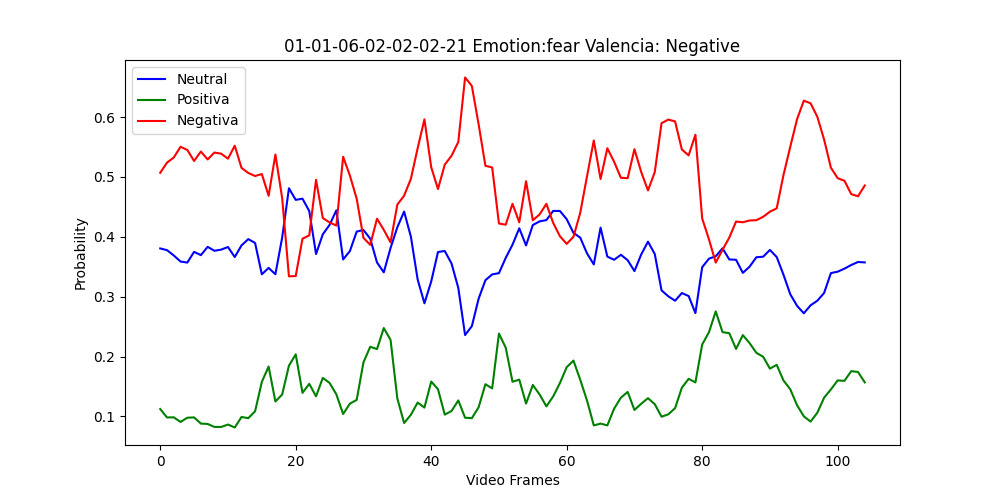 01-01-06-02-02-02-21 Emotion:fear Valencia: Negative
Neutral
Positiva
Negativa
Probability
0.6
0.5
0.4
0.3
0.2
0.1
0 20 40 60 80 100
Video Frames